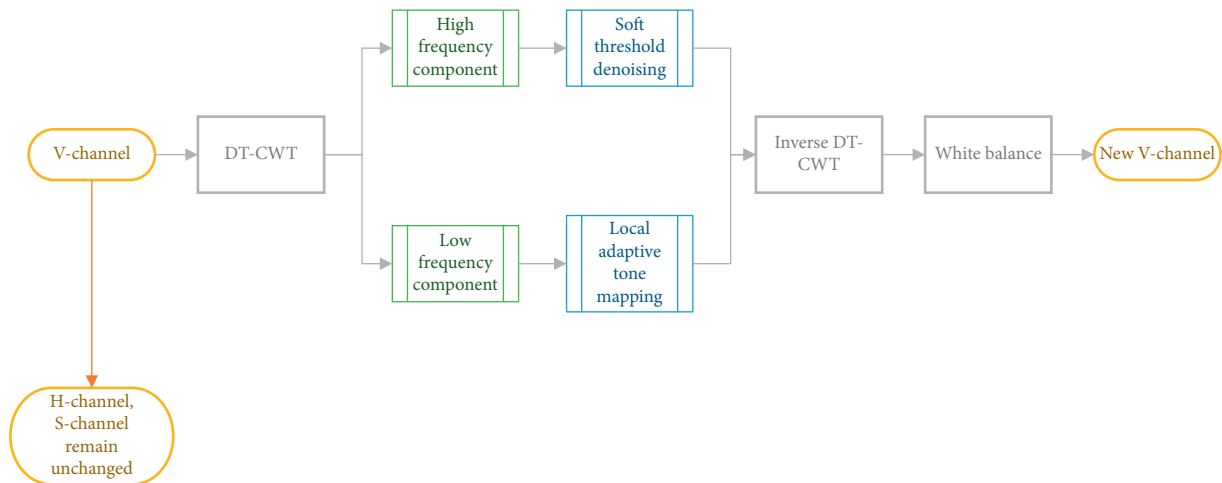 High
frequency
component
Soft
threshold
denoising
V-channel
DT-CWT
Inverse DT-
CWT
White balance
New V-channel
Low
frequency
component
Local
adaptive
tone
mapping
H-channel,
S-channel
remain
unchanged